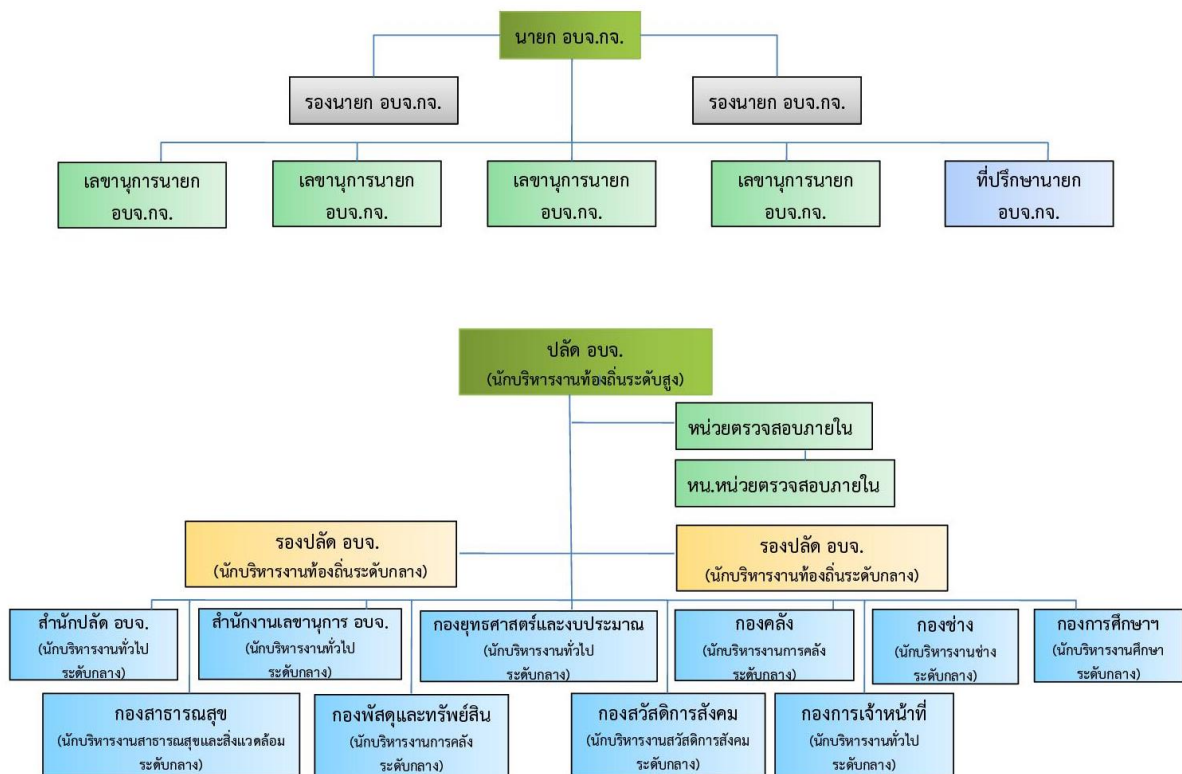 นายก อบจ.กจ.
รองนายก อบจ.กจ.
รองนายก อบจ.กจ.
เลขานุการนายก
อบจ.กจ.
เลขานุการนายก
อบจ.กจ.
เลขานุการนายก
อบจ.กจ.
เลขานุการนายก
อบจ.กจ.
ที่ปรึกษานายก
อบจ.กจ.
ปลัด อบจ.
(นักบริหารงานท้องถิ่นระดับสูง)
หน่วยตรวจสอบภายใน
หน.หน่วยตรวจสอบภายใน
รองปลัด อบจ.
(นักบริหารงานท้องถิ่นระดับกลาง)
รองปลัด อบจ.
(นักบริหารงานท้องถิ่นระดับกลาง)
สำนักปลัด อบจ.
(นักบริหารงานทั่วไป
ระดับกลาง)
สำนักงานเลขานุการ อบจ.
(นักบริหารงานทั่วไป
ระดับกลาง)
กองยุทธศาสตร์และงบประมาณ
(นักบริหารงานทั่วไป
ระดับกลาง)
กองคลัง
(นักบริหารงานการคลัง
ระดับกลาง)
กองช่าง
(นักบริหารงานช่าง
ระดับกลาง)
กองการศึกษาฯ
(นักบริหารงานศึกษา
ระดับกลาง)
กองสาธารณสุข
(นักบริหารงานสาธารณสุขและสิ่งแวดล้อม
ระดับกลาง)
กองพัสดุและทรัพย์สิน
(นักบริหารงานการคลัง
ระดับกลาง)
กองสวัสดิการสังคม
(นักบริหารงานสวัสดิการสังคม
ระดับกลาง)
กองการเจ้าหน้าที่
(นักบริหารงานทั่วไป
ระดับกลาง)